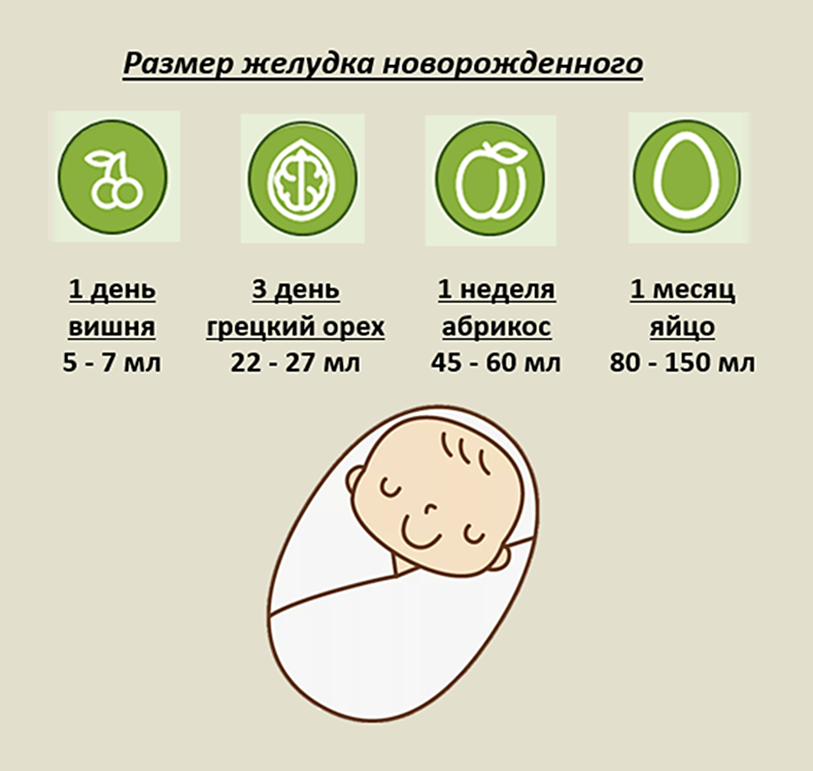 Размер желудка новорожденного
1 день
вишня
5 - 7 мл
3 день
грецкий орех
22 - 27 мл
1 неделя
абрикос
45 - 60 мл
1 месяц
яйцо
80 - 150 мл